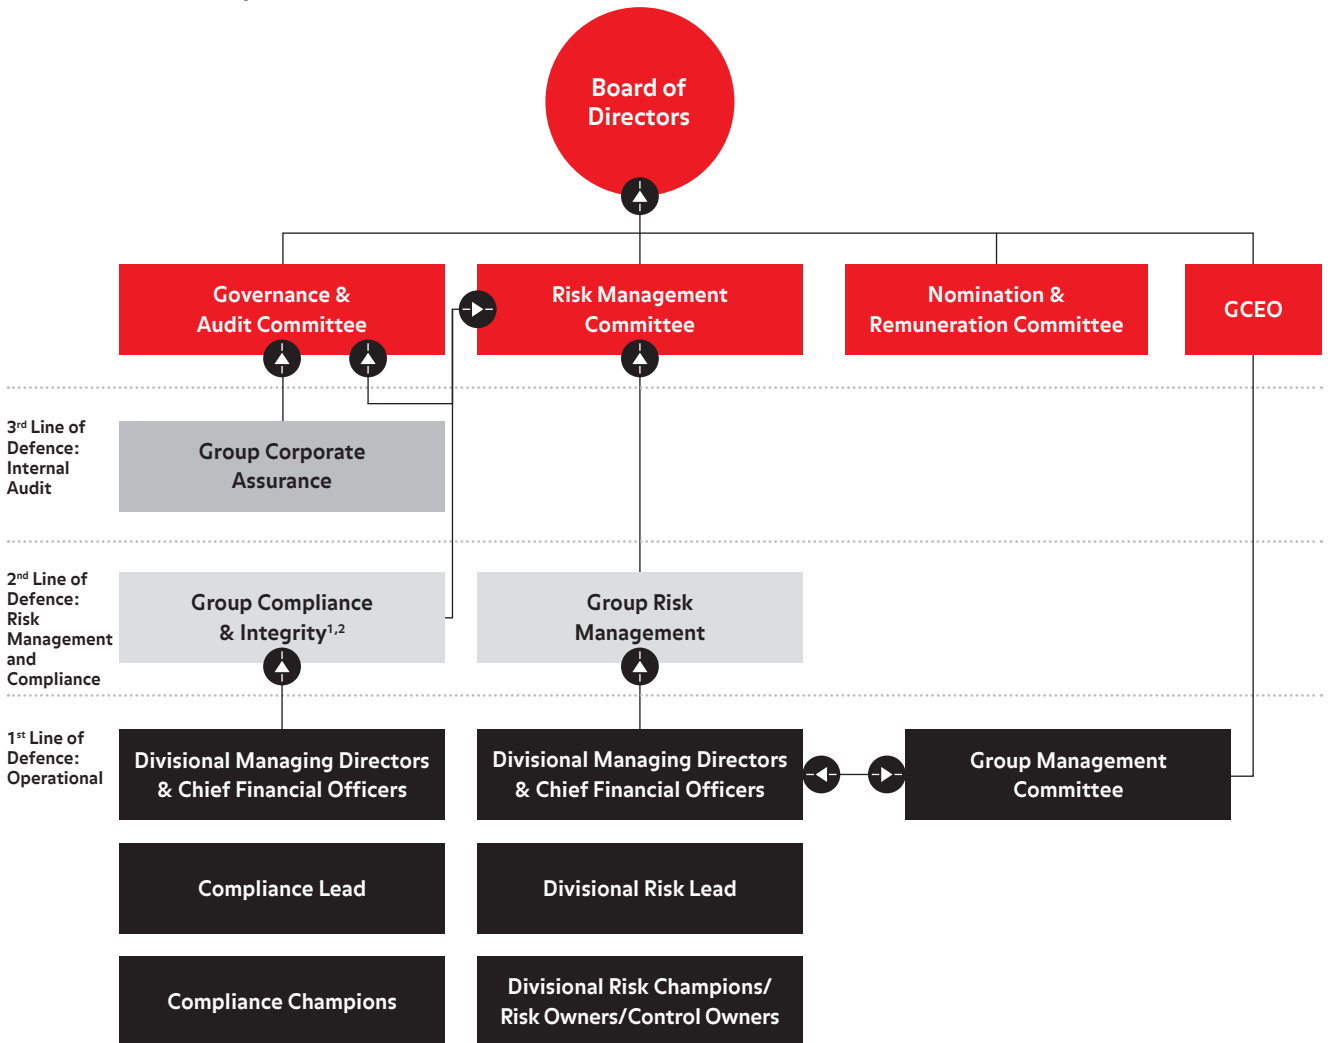 Board of
Directors
Governance &
Audit Committee
Risk Management
Committee
Nomination &
Remuneration Committee
GCEO
3rd Line of
Defence:
Internal
Audit
Group Corporate
Assurance
2nd Line of
Defence:
Risk
Management
and
Compliance
Group Compliance
& Integrity1,2
Group Risk
Management
1st Line of
Defence:
Operational
Divisional Managing Directors
& Chief Financial Officers
Divisional Managing Directors
& Chief Financial Officers
Group Management
Committee
Compliance Lead
Divisional Risk Lead
Compliance Champions
Divisional Risk Champions/
Risk Owners/Control Owners